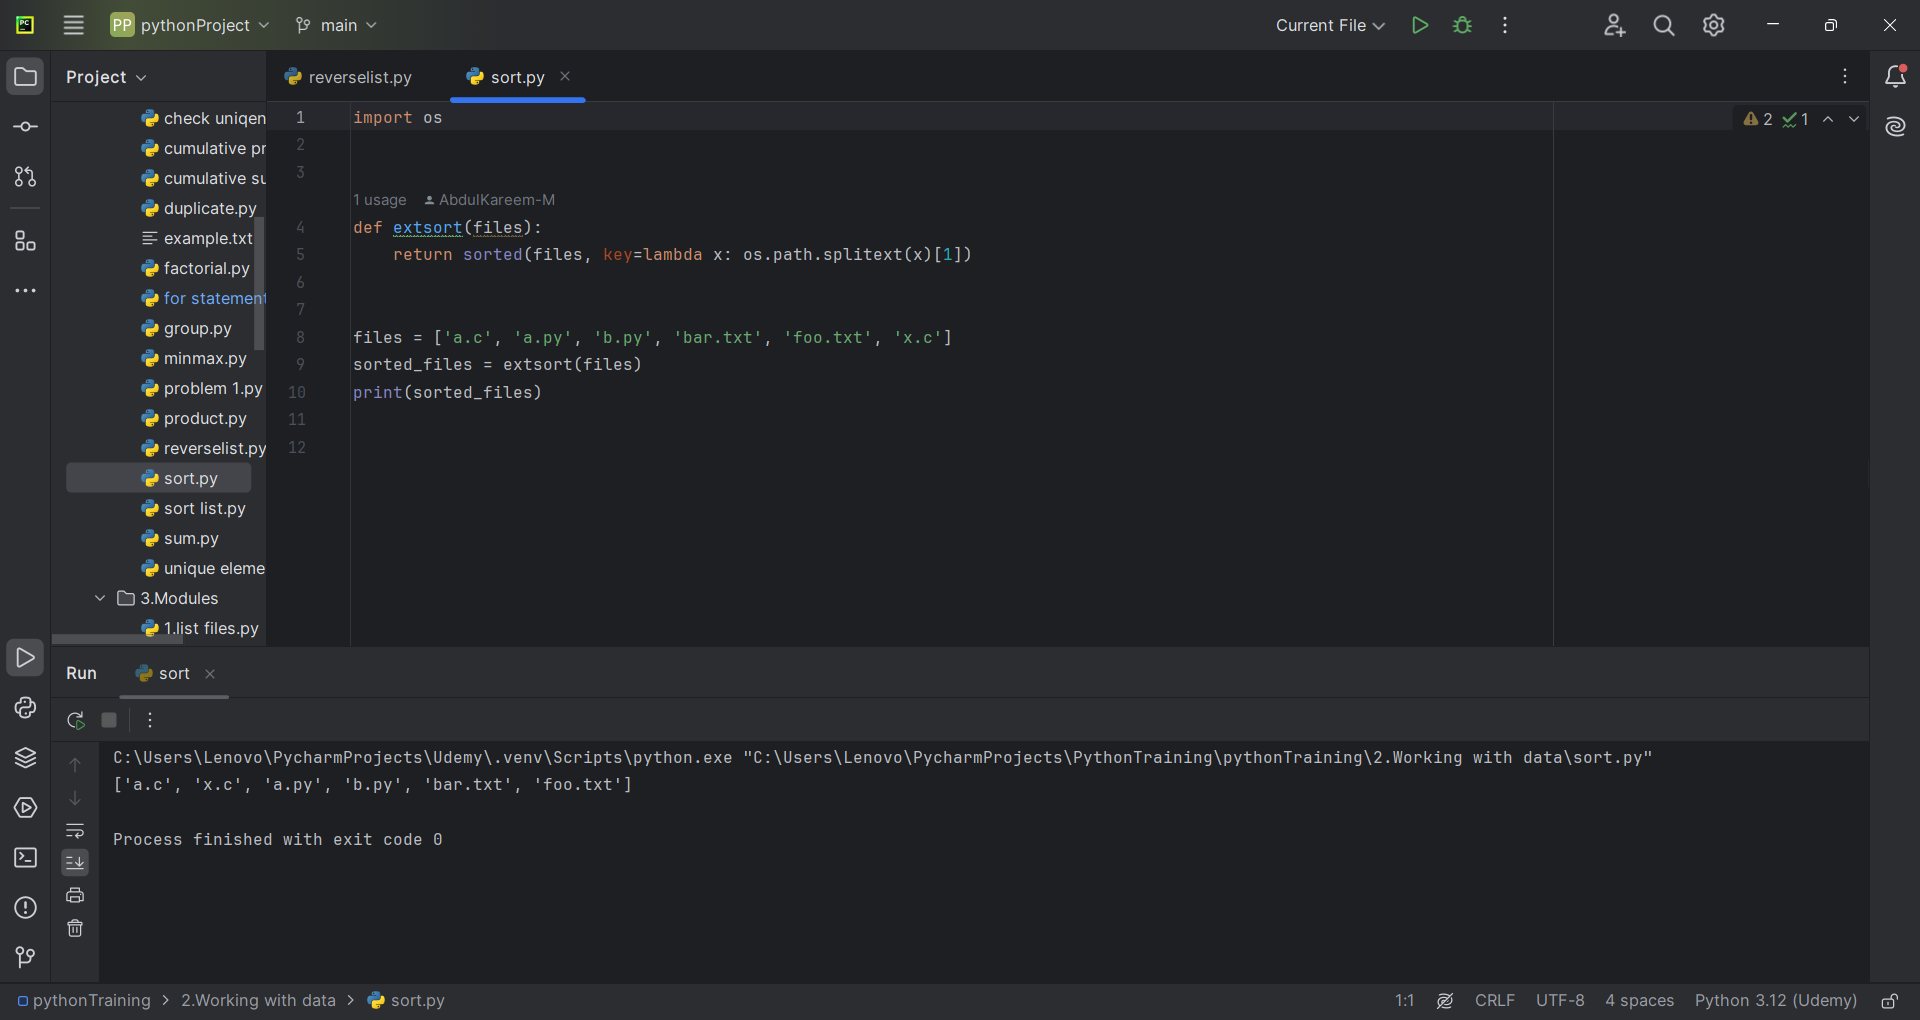 PC
PP pythonProject
main
Current File
Project
reverselist.py
sort.py
check uniqen
cumulative pr
cumulative su
duplicate.py
example.txt
factorial.py
for statement
group.py
minmax.py
problem 1.py
product.py
reverselist.py
sort.py
sort list.py
sum.py
unique eleme
3.Modules
1.list files.py
2 1
1 import os
2
3
1 usage AbdulKareem-M
4 def extsort(files):
5 return sorted(files, key=lambda x: os.path.splitext(x)[1])
6
7
8 files = ['a.c', 'a.py', 'b.py', 'bar.txt', 'foo.txt', 'x.c']
9 sorted_files = extsort(files)
10 print(sorted_files)
11
12
Run sort
C:\Users\Lenovo\PycharmProjects\Udemy\.venv\Scripts\python.exe "C:\Users\Lenovo\PycharmProjects\PythonTraining\pythonTraining\2.Working with data\sort.py"
['a.c', 'x.c', 'a.py', 'b.py', 'bar.txt', 'foo.txt']
Process finished with exit code 0
pythonTraining > 2.Working with data > sort.py
1:1 CRLF UTF-8 4 spaces Python 3.12 (Udemy)